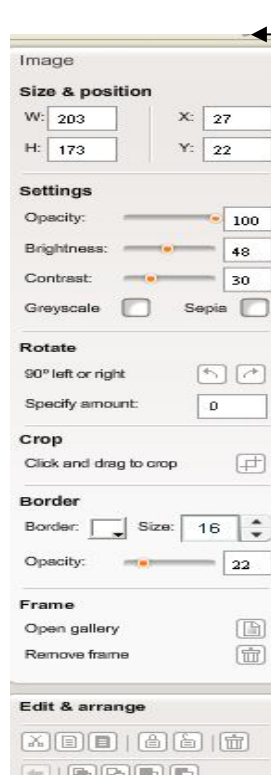 Image
Size & position
W: 203 X: 27
H: 173 Y: 22
Settings
Opacity: 100
Brightness: 48
Contrast: 30
Greyscale Sepia
Rotate
90° left or right
Specify amount: 0
Crop
Click and drag to crop
Border
Border: Size: 16
Opacity: 22
Frame
Open gallery
Remove frame
Edit & arrange